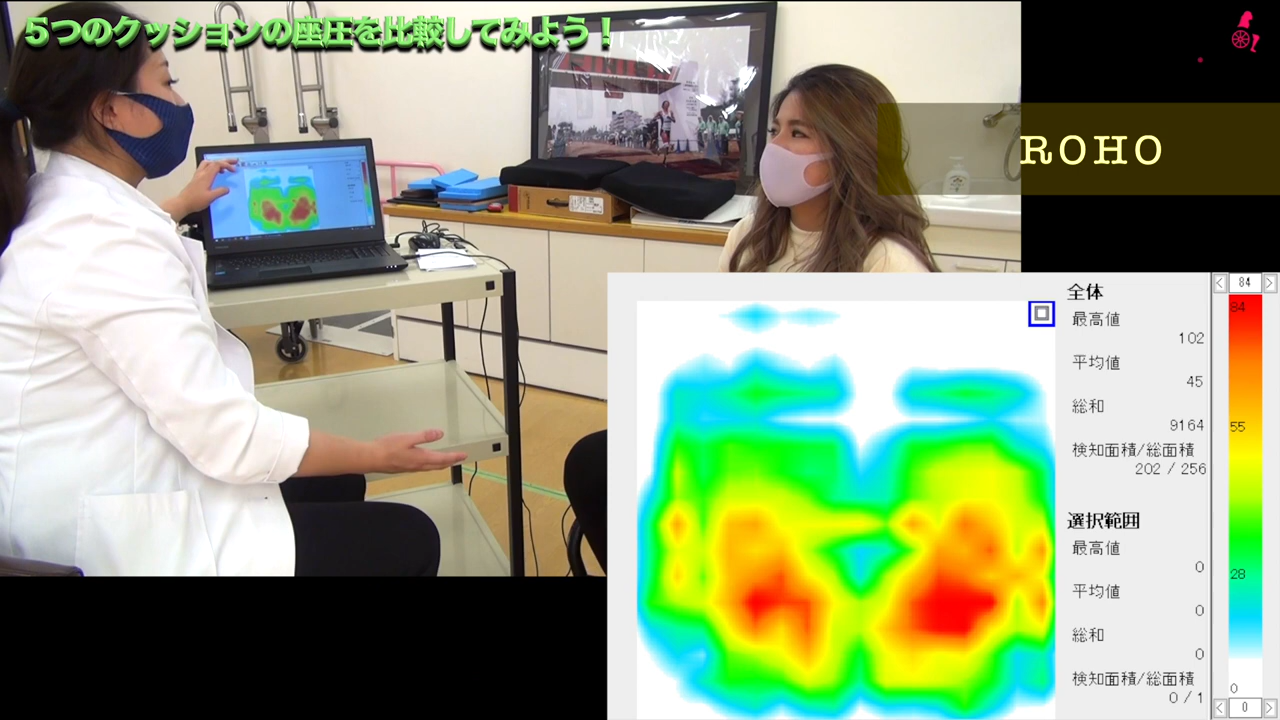 5つのクッションの座圧を比較してみよう！
ROHO
全体
最高値
102
平均値
45
総和
9164
検知面積/総面積
202 / 256
選択範囲
最高値
0
平均値
0
総和
0
検知面積/総面積
0 / 1
84
84
55
28
0
0